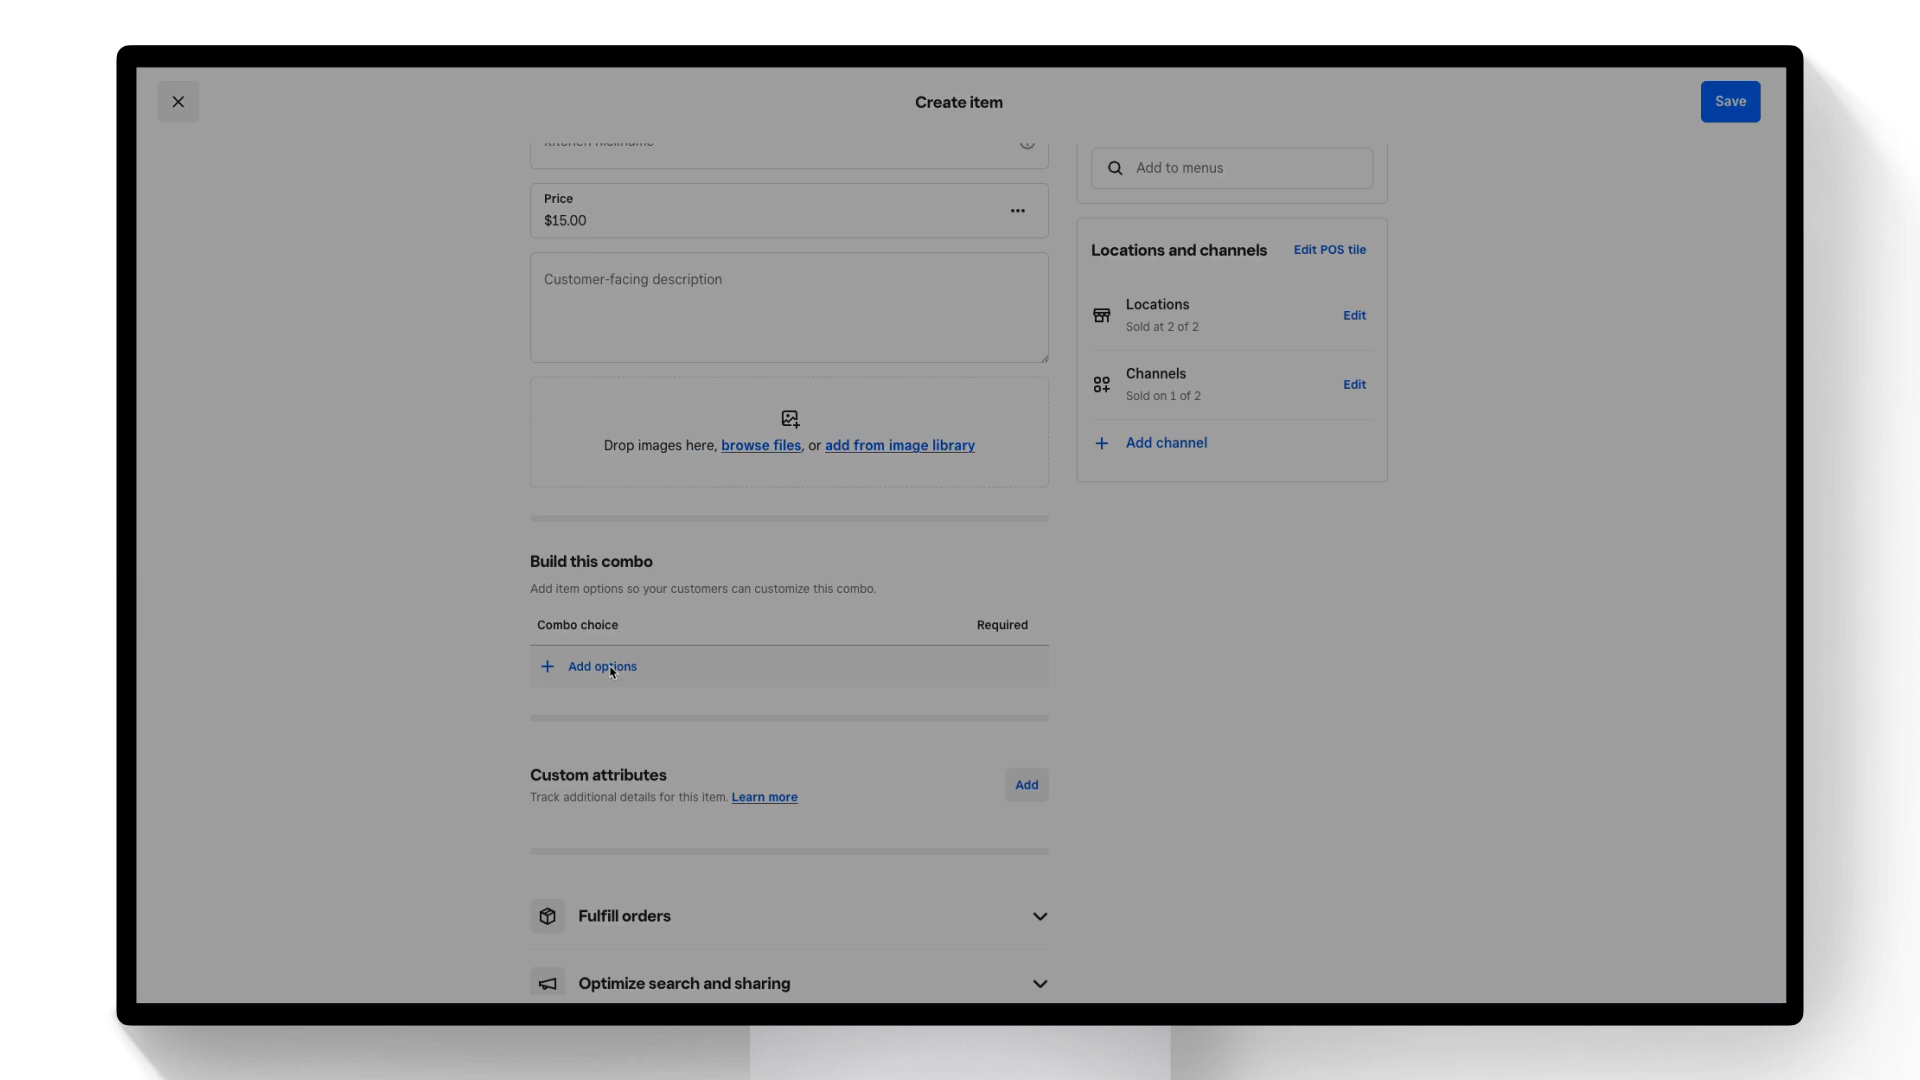 Create item
Save
Kitchen nickname
Add to menus
Price
$15.00
Customer-facing description
Drop images here, browse files, or add from image library
Locations and channels
Edit POS tile
Locations
Sold at 2 of 2
Edit
Channels
Sold on 1 of 2
Edit
Add channel
Build this combo
Add item options so your customers can customize this combo.
Combo choice
Required
Add options
Custom attributes
Track additional details for this item. Learn more
Add
Fulfill orders
Optimize search and sharing